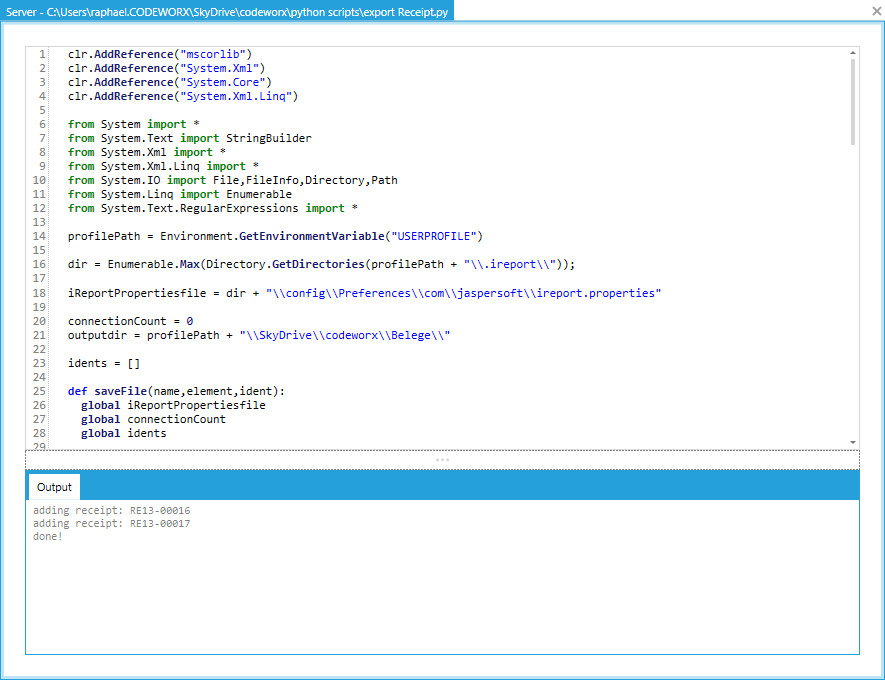 Server - C:\Users\raphael.CODEWORX\SkyDrive\codeworx\python scripts\export Receipt.py
1 clr.AddReference("mscorlib")
2 clr.AddReference("System.Xml")
3 clr.AddReference("System.Core")
4 clr.AddReference("System.Xml.Linq")
5
6 from System import *
7 from System.Text import StringBuilder
8 from System.Xml import *
9 from System.Xml.Linq import *
10 from System.IO import File,FileInfo,Directory,Path
11 from System.Linq import Enumerable
12 from System.Text.RegularExpressions import *
13
14 profilePath = Environment.GetEnvironmentVariable("USERPROFILE")
15
16 dir = Enumerable.Max(Directory.GetDirectories(profilePath + "\\.ireport\\"));
17
18 iReportPropertiesfile = dir + "\\config\\Preferences\\com\\jaspersoft\\ireport.properties"
19
20 connectionCount = 0
21 outputdir = profilePath + "\\SkyDrive\\codeworx\\Belege\\"
22
23 idents = []
24
25 def saveFile(name,element,ident):
26   global iReportPropertiesfile
27   global connectionCount
28   global idents
29
Output
adding receipt: RE13-00016
adding receipt: RE13-00017
done!